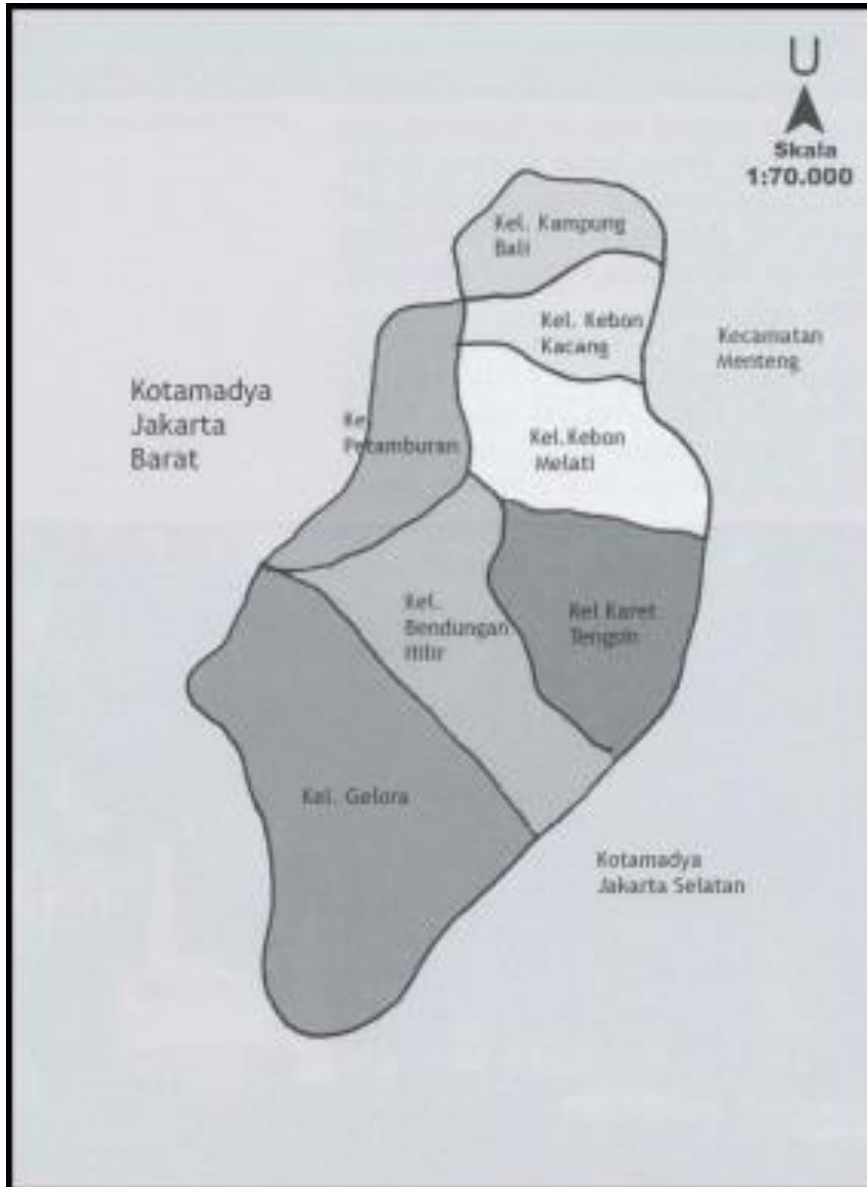 U
Skala
1:70.000
Kel. Kampung
Bali
Kel. Kebon
Kacang
Kecamatan
Menteng
Kotamadya
Jakarta
Barat
Ke
Petamburan
Kel.Kebon
Melati
Kel.
Bendungan
Hilir
Kel Karet
Tengsin
Kel. Gelora
Kotamadya
Jakarta Selatan